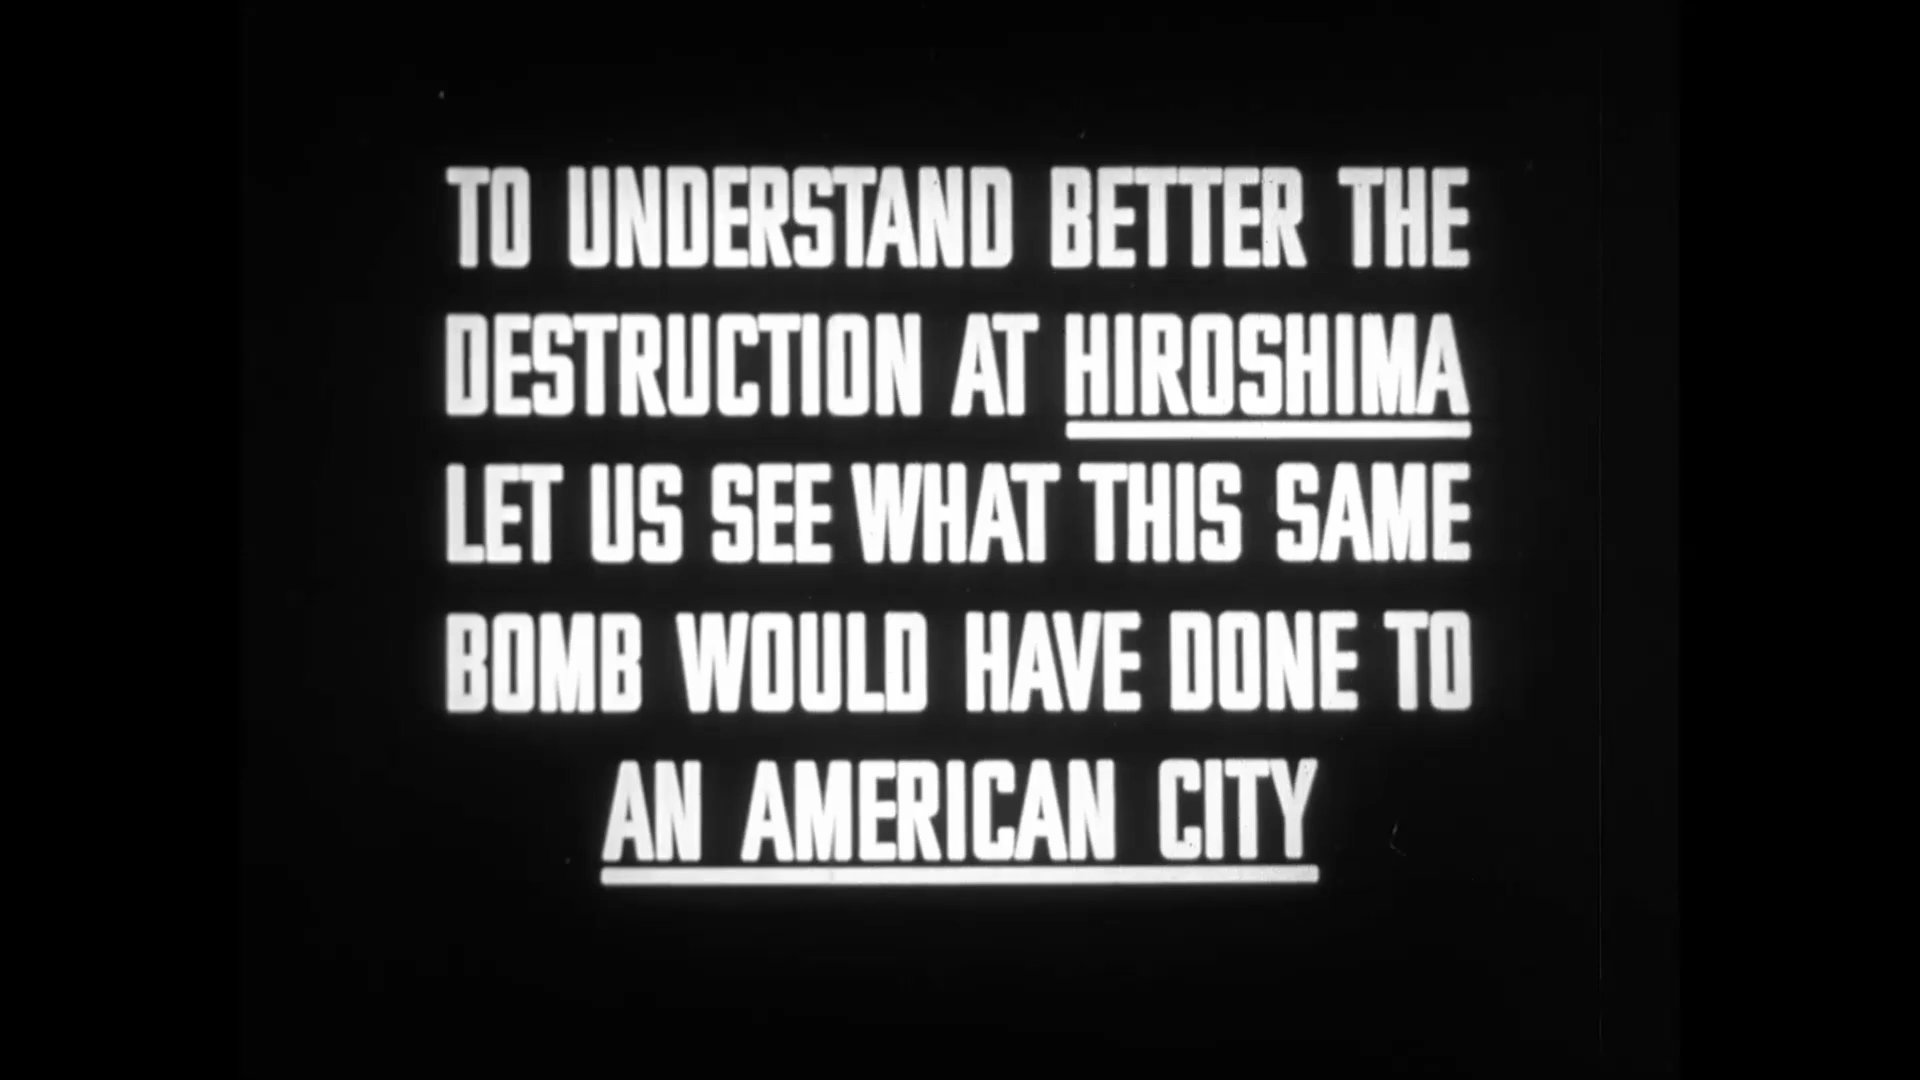 TO UNDERSTAND BETTER THE
DESTRUCTION AT HIROSHIMA
LET US SEE WHAT THIS SAME
BOMB WOULD HAVE DONE TO
AN AMERICAN CITY